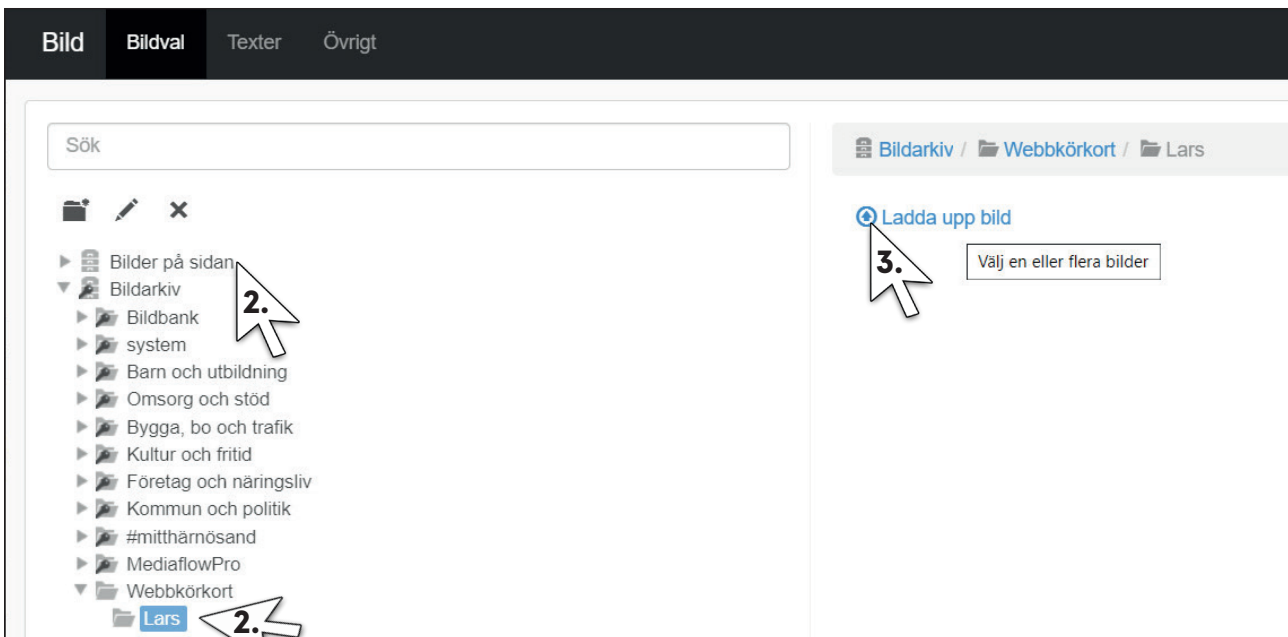 Bild Bildval Texter Övrigt
Sök
Bildarkiv / Webbkörkort / Lars
Ladda upp bild
3.
Välj en eller flera bilder
Bilder på sidan
2.
Bildarkiv
Bildbank
system
Barn och utbildning
Omsorg och stöd
Bygga, bo och trafik
Kultur och fritid
Företag och näringsliv
Kommun och politik
#mitthärnösand
MediaflowPro
Webbkörkort
Lars
2.